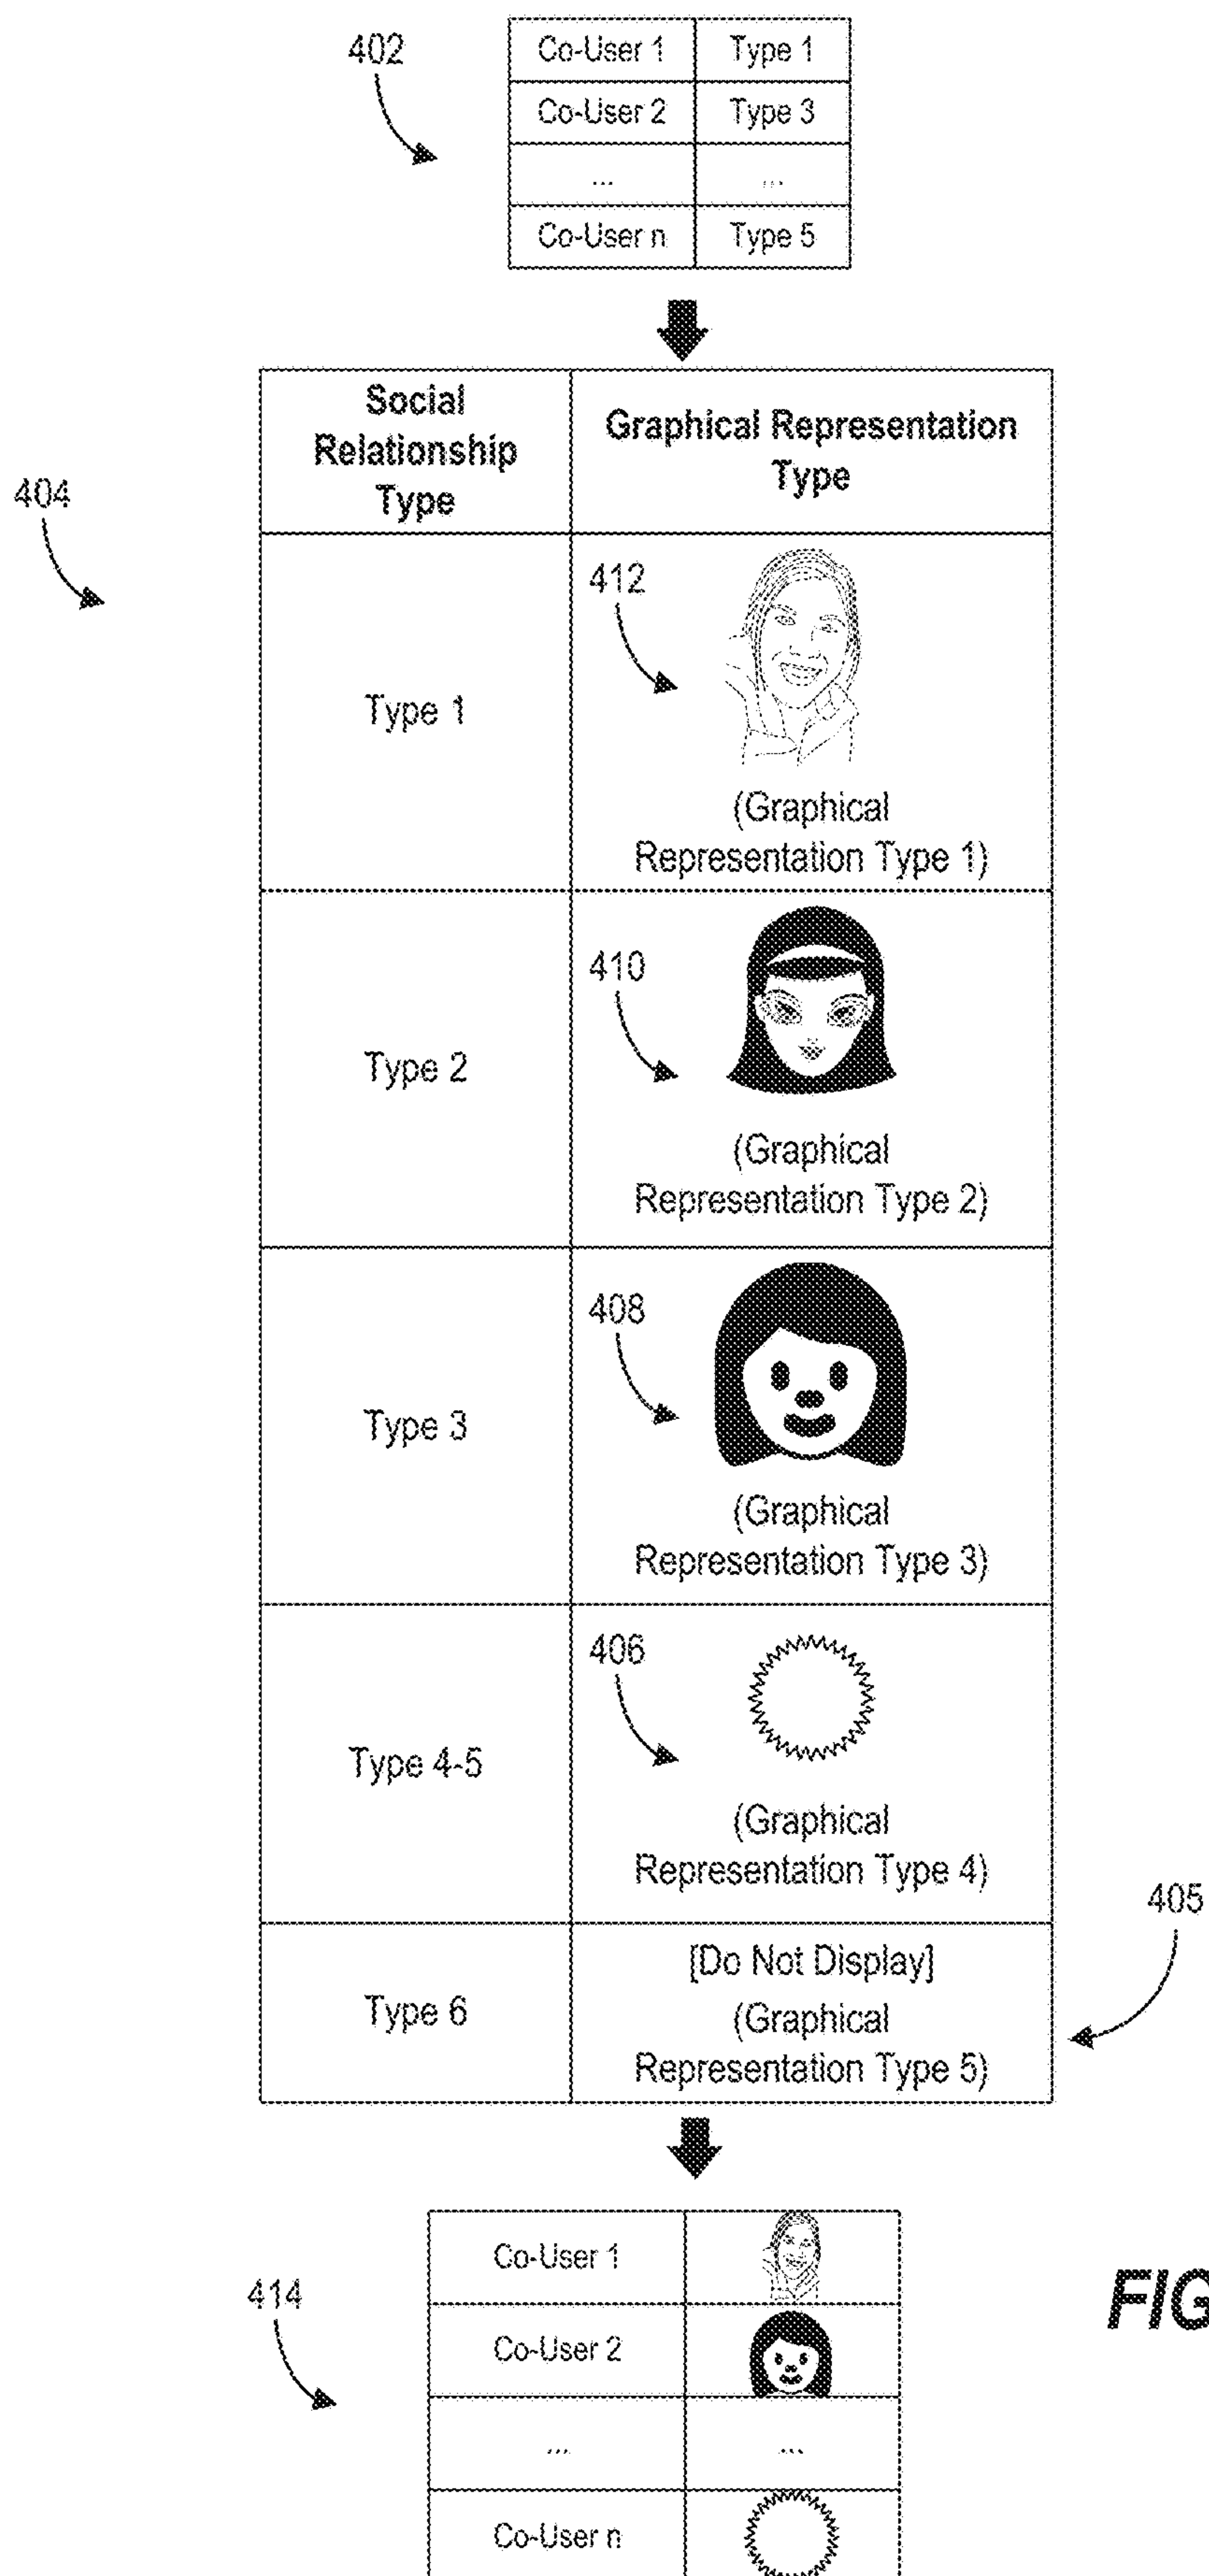 402
Co-User 1 Type 1
Co-User 2 Type 3
... ...
Co-User n Type 5
Social
Relationship
Type
Graphical Representation
Type
404
412
Type 1
(Graphical
Representation Type 1)
410
Type 2
(Graphical
Representation Type 2)
408
Type 3
(Graphical
Representation Type 3)
406
Type 4-5
(Graphical
Representation Type 4)
405
[Do Not Display]
Type 6
(Graphical
Representation Type 5)
Co-User 1
414
Co-User 2
... ...
Co-User n
FIG